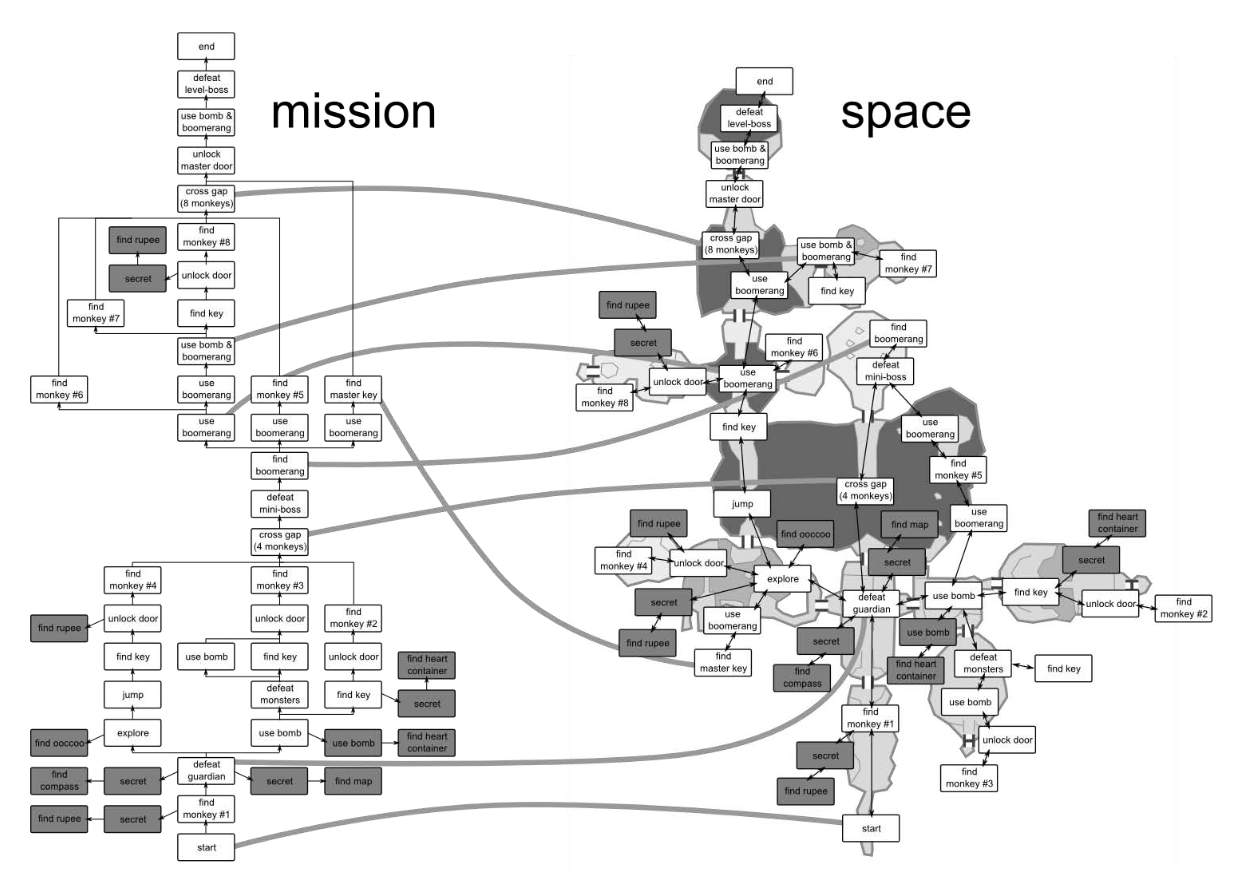 mission
end
defeat
level-boss
use bomb &
boomerang
unlock
master door
cross gap
(8 monkeys)
find rupee
find
monkey #8
secret
unlock door
find
monkey #7
find key
use bomb &
boomerang
find
monkey #6
use
boomerang
find
monkey #5
find
master key
use
boomerang
use
boomerang
use
boomerang
find
boomerang
defeat
mini-boss
cross gap
(4 monkeys)
find
monkey #4
find
monkey #3
find rupee
unlock door
unlock door
find
monkey #2
find key
use bomb
find key
unlock door
find heart
container
jump
defeat
monsters
find key
secret
find ooccoo
explore
use bomb
use bomb
find heart
container
find
compass
secret
defeat
guardian
secret
find map
find rupee
secret
find
monkey #1
start
space
end
defeat
level-boss
use bomb &
boomerang
unlock
master door
cross gap
(8 monkeys)
use bomb &
boomerang
find
monkey #7
use
boomerang
find key
find rupee
secret
find
monkey #6
find
boomerang
unlock door
use
boomerang
defeat
mini-boss
find
monkey #8
find key
use
boomerang
find
monkey #5
jump
cross gap
(4 monkeys)
use
boomerang
find rupee
find ooccoo
find map
find heart
container
find
monkey #4
unlock door
explore
secret
secret
secret
defeat
guardian
use bomb
find key
unlock door
find
monkey #2
find rupee
use
boomerang
secret
use bomb
find
master key
find
compass
find heart
container
defeat
monsters
find key
find
monkey #1
use bomb
secret
unlock door
find rupee
find
monkey #3
start